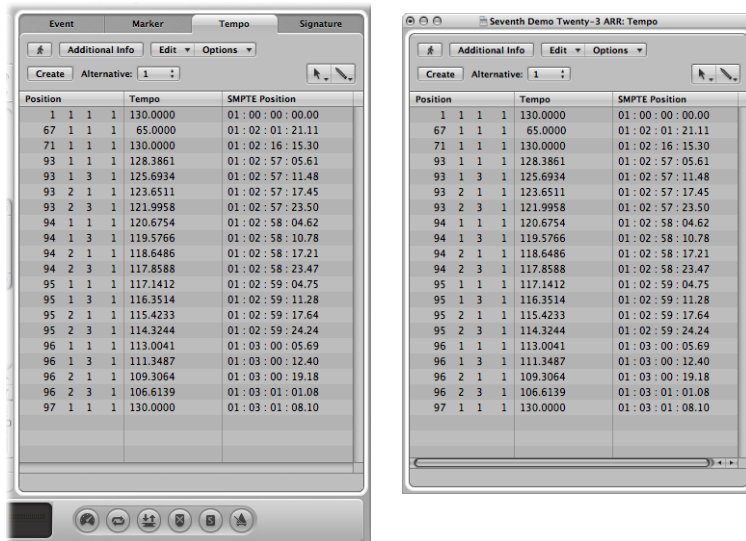 Event Marker Tempo Signature
Additional Info Edit Options
Create Alternative: 1
Position Tempo SMPTE Position
1 1 1 1 130.0000 01 : 00 : 00 : 00.00
67 1 1 1 65.0000 01 : 02 : 01 : 21.11
71 1 1 1 130.0000 01 : 02 : 16 : 15.30
93 1 1 1 128.3861 01 : 02 : 57 : 05.61
93 1 3 1 125.6934 01 : 02 : 57 : 11.48
93 2 1 1 123.6511 01 : 02 : 57 : 17.45
93 2 3 1 121.9958 01 : 02 : 57 : 23.50
94 1 1 1 120.6754 01 : 02 : 58 : 04.62
94 1 3 1 119.5766 01 : 02 : 58 : 10.78
94 2 1 1 118.6486 01 : 02 : 58 : 17.21
94 2 3 1 117.8588 01 : 02 : 58 : 23.47
95 1 1 1 117.1412 01 : 02 : 59 : 04.75
95 1 3 1 116.3514 01 : 02 : 59 : 11.28
95 2 1 1 115.4233 01 : 02 : 59 : 17.64
95 2 3 1 114.3244 01 : 02 : 59 : 24.24
96 1 1 1 113.0041 01 : 03 : 00 : 05.69
96 1 3 1 111.3487 01 : 03 : 00 : 12.40
96 2 1 1 109.3064 01 : 03 : 00 : 19.18
96 2 3 1 106.6139 01 : 03 : 01 : 01.08
97 1 1 1 130.0000 01 : 03 : 01 : 08.10
S
Seventh Demo Twenty-3 ARR: Tempo
Additional Info Edit Options
Create Alternative: 1
Position Tempo SMPTE Position
1 1 1 1 130.0000 01 : 00 : 00 : 00.00
67 1 1 1 65.0000 01 : 02 : 01 : 21.11
71 1 1 1 130.0000 01 : 02 : 16 : 15.30
93 1 1 1 128.3861 01 : 02 : 57 : 05.61
93 1 3 1 125.6934 01 : 02 : 57 : 11.48
93 2 1 1 123.6511 01 : 02 : 57 : 17.45
93 2 3 1 121.9958 01 : 02 : 57 : 23.50
94 1 1 1 120.6754 01 : 02 : 58 : 04.62
94 1 3 1 119.5766 01 : 02 : 58 : 10.78
94 2 1 1 118.6486 01 : 02 : 58 : 17.21
94 2 3 1 117.8588 01 : 02 : 58 : 23.47
95 1 1 1 117.1412 01 : 02 : 59 : 04.75
95 1 3 1 116.3514 01 : 02 : 59 : 11.28
95 2 1 1 115.4233 01 : 02 : 59 : 17.64
95 2 3 1 114.3244 01 : 02 : 59 : 24.24
96 1 1 1 113.0041 01 : 03 : 00 : 05.69
96 1 3 1 111.3487 01 : 03 : 00 : 12.40
96 2 1 1 109.3064 01 : 03 : 00 : 19.18
96 2 3 1 106.6139 01 : 03 : 01 : 01.08
97 1 1 1 130.0000 01 : 03 : 01 : 08.10